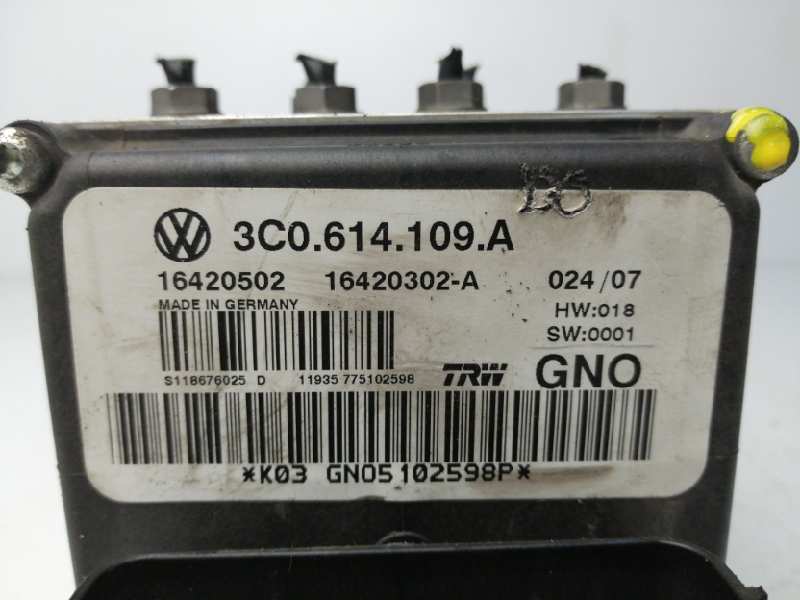 3C0.614.109.A
16420502 16420302-A 024/07
MADE IN GERMANY HW:018
SW:0001
S118676025 D 11935 775102598 TRW GNO
*K03 GNO5102598P*